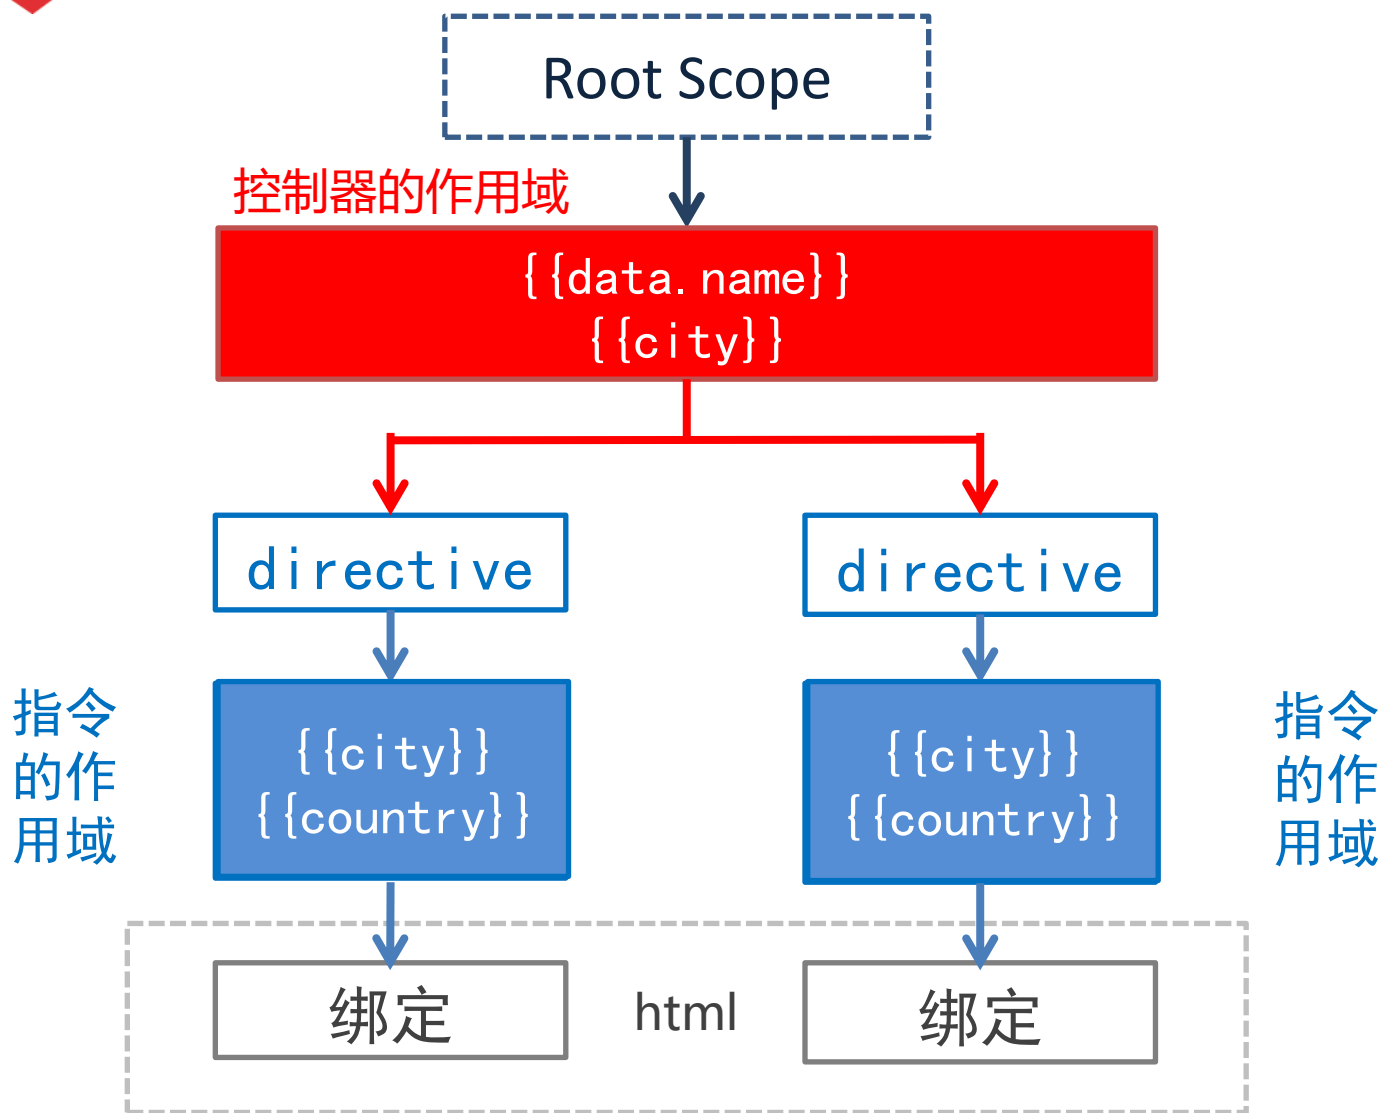 Root Scope
控制器的作用域
{{data.name}}
{{city}}
directive
directive
指令
的作
用域
{{city}}
{{country}}
{{city}}
{{country}}
指令
的作
用域
绑定
html
绑定